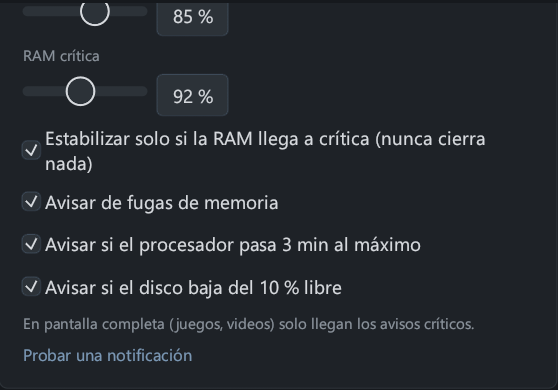 85 %
RAM crítica
92 %
Estabilizar solo si la RAM llega a crítica (nunca cierra
nada)
Avisar de fugas de memoria
Avisar si el procesador pasa 3 min al máximo
Avisar si el disco baja del 10 % libre
En pantalla completa (juegos, videos) solo llegan los avisos críticos.
Probar una notificación